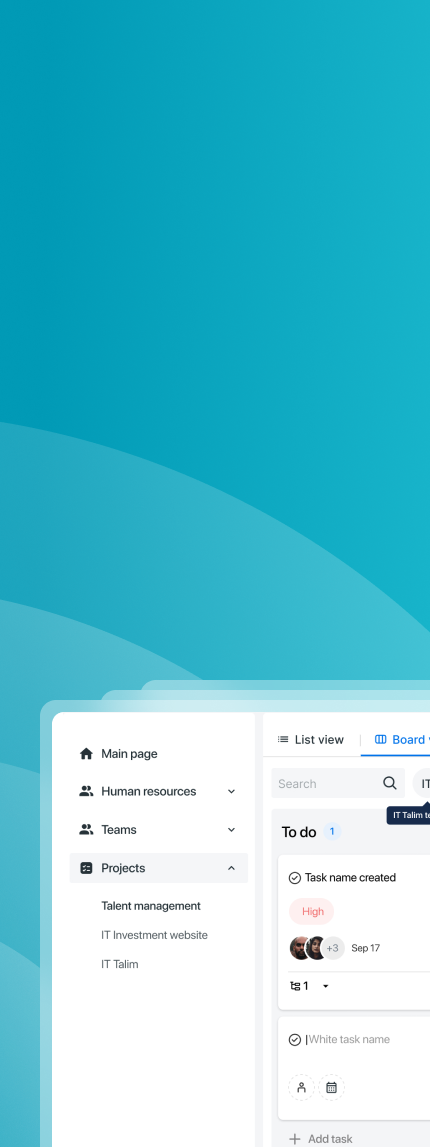 Main page
Human resources
Teams
Projects
Talent management
IT Investment website
IT Talim
List view
Board
Search
IT
IT Talim
To do 1
Task name created
High
+3 Sep 17
1
White task name
Add task